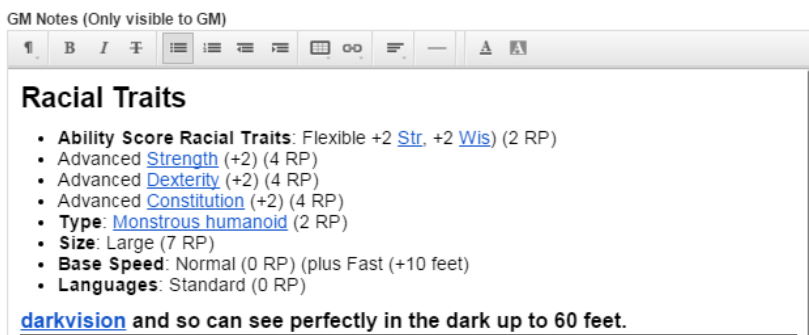 GM Notes (Only visible to GM)
¶ B I T A A
Racial Traits
• Ability Score Racial Traits: Flexible +2 Str, +2 Wis) (2 RP)
• Advanced Strength (+2) (4 RP)
• Advanced Dexterity (+2) (4 RP)
• Advanced Constitution (+2) (4 RP)
• Type: Monstrous humanoid (2 RP)
• Size: Large (7 RP)
• Base Speed: Normal (0 RP) (plus Fast (+10 feet)
• Languages: Standard (0 RP)
darkvision and so can see perfectly in the dark up to 60 feet.